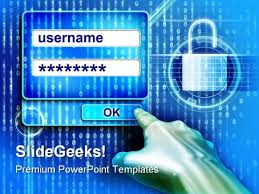 username
********
OK
SlideGeeks!
Premium PowerPoint Templates